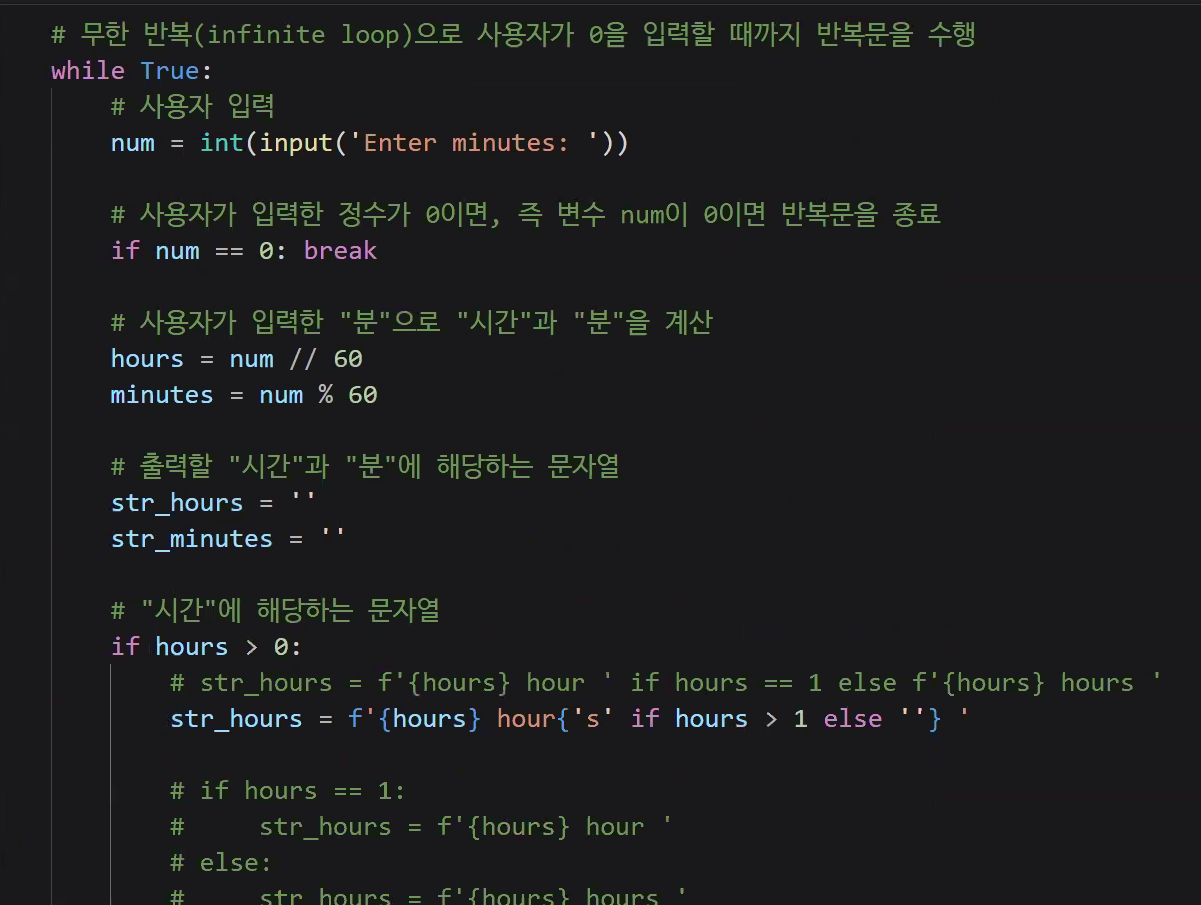 # 무한 반복(infinite loop)으로 사용자가 0을 입력할 때까지 반복문을 수행
while True:
    # 사용자 입력
    num = int(input('Enter minutes: '))

    # 사용자가 입력한 정수가 0이면, 즉 변수 num이 0이면 반복문을 종료
    if num == 0: break

    # 사용자가 입력한 "분"으로 "시간"과 "분"을 계산
    hours = num // 60
    minutes = num % 60

    # 출력할 "시간"과 "분"에 해당하는 문자열
    str_hours = ''
    str_minutes = ''

    # "시간"에 해당하는 문자열
    if hours > 0:
        # str_hours = f'{hours} hour ' if hours == 1 else f'{hours} hours '
        str_hours = f'{hours} hour{'s' if hours > 1 else ''} '

        # if hours == 1:
        #     str_hours = f'{hours} hour '
        # else:
        #     str_hours = f'{hours} hours '